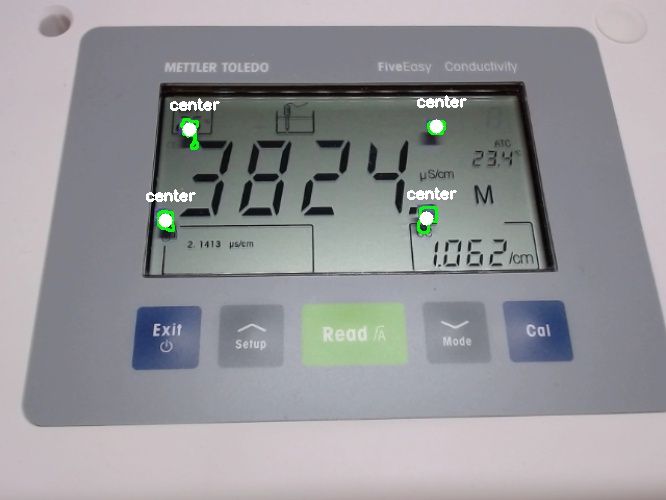 METTLER TOLEDO FiveEasy Conductivity
center center
ATC
23.4°C
3824. µS/cm
center center
M
2. 1413 µs/cm 1.062/cm
Exit Setup Read /A Mode Cal